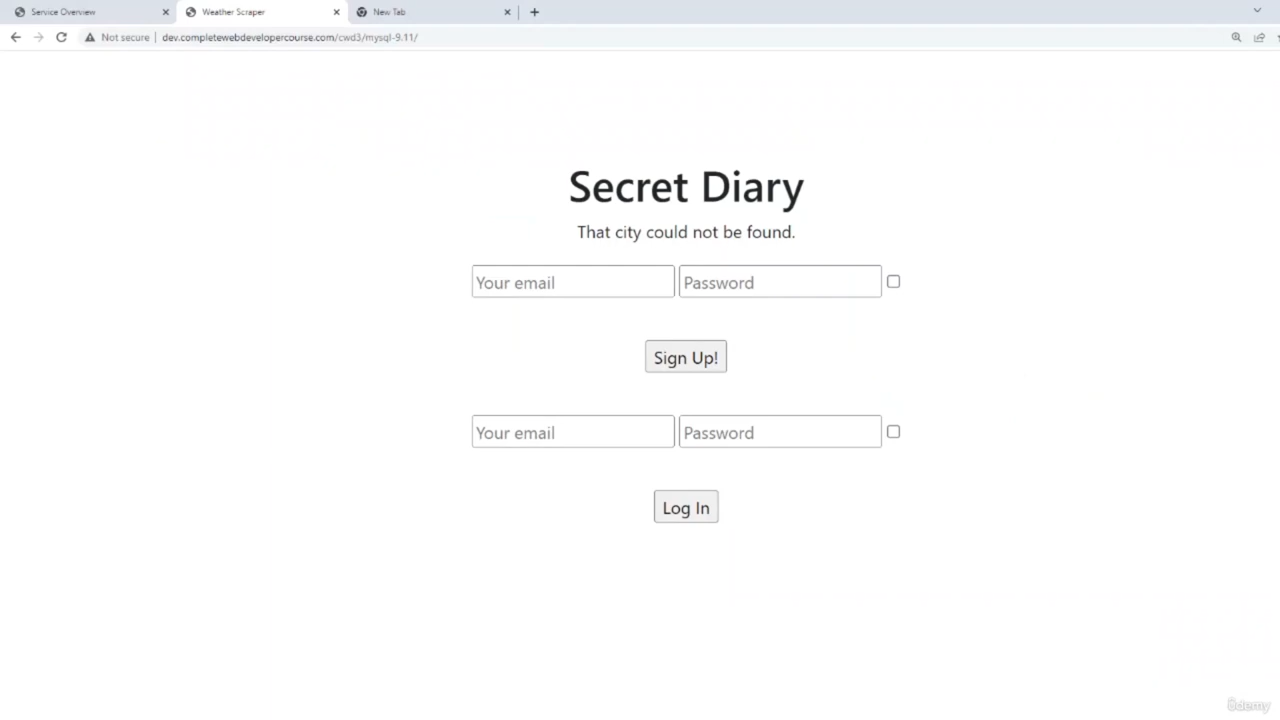 Service Overview
Weather Scraper
New Tab
Not secure
dev.completewebdevelopercourse.com/cwd3/mysql-9.11/
Secret Diary
That city could not be found.
Your email Password
Sign Up!
Your email Password
Log In
ûdemy